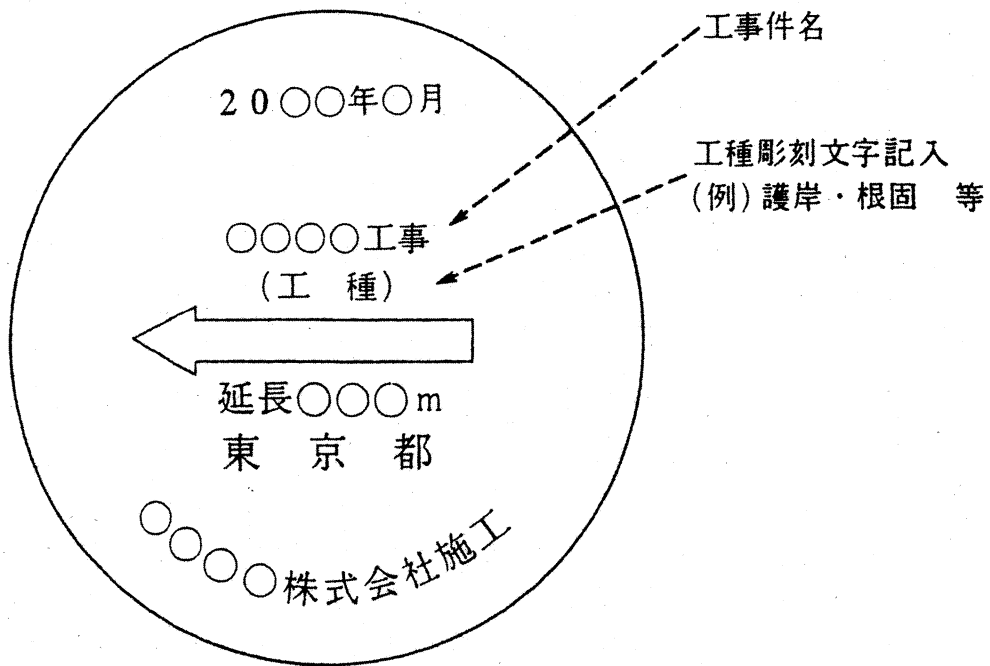 工事件名
20○○年○月
工種彫刻文字記入
(例)護岸・根固　等
○○○○工事
(工　種)
延長○○○m
東　京　都
○○○○株式会社施工